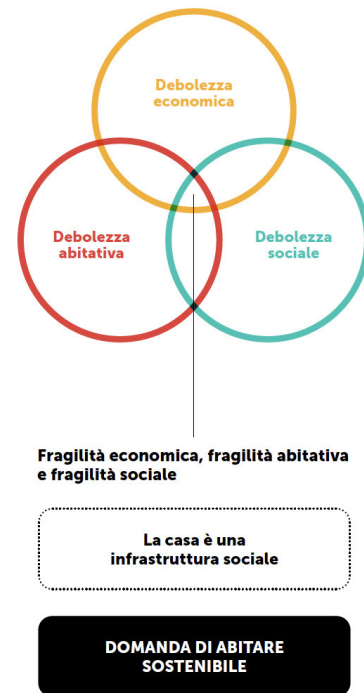 Debolezza
economica
Debolezza
abitativa
Debolezza
sociale
Fragilità economica, fragilità abitativa
e fragilità sociale
La casa è una
infrastruttura sociale
DOMANDA DI ABITARE
SOSTENIBILE